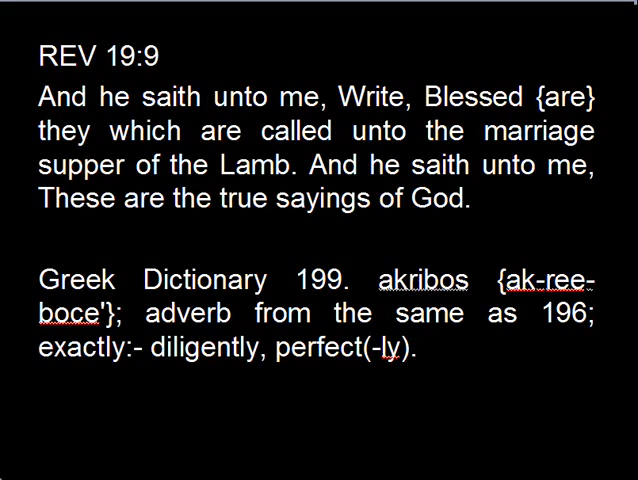 REV 19:9
And he saith unto me, Write, Blessed {are}
they which are called unto the marriage
supper of the Lamb. And he saith unto me,
These are the true sayings of God.
Greek Dictionary 199. akribos {ak-ree-
boce'}; adverb from the same as 196;
exactly:- diligently, perfect(-ly).